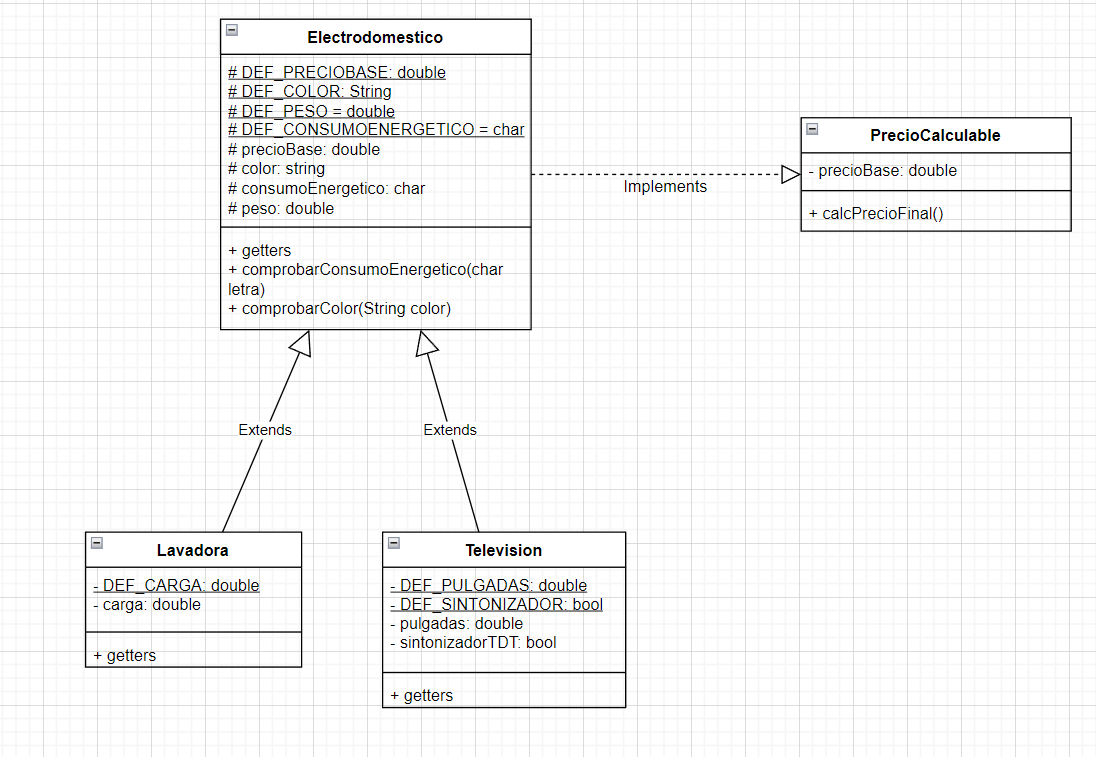 Electrodomestico
# DEF_PRECIOBASE: double
# DEF_COLOR: String
# DEF_PESO = double
# DEF_CONSUMOENERGETICO = char
# precioBase: double
# color: string
# consumoEnergetico: char
# peso: double
+ getters
+ comprobarConsumoEnergetico(char
letra)
+ comprobarColor(String color)
Implements
PrecioCalculable
- precioBase: double
+ calcPrecioFinal()
Extends
Extends
Lavadora
- DEF_CARGA: double
- carga: double
+ getters
Television
- DEF_PULGADAS: double
- DEF_SINTONIZADOR: bool
- pulgadas: double
- sintonizadorTDT: bool
+ getters